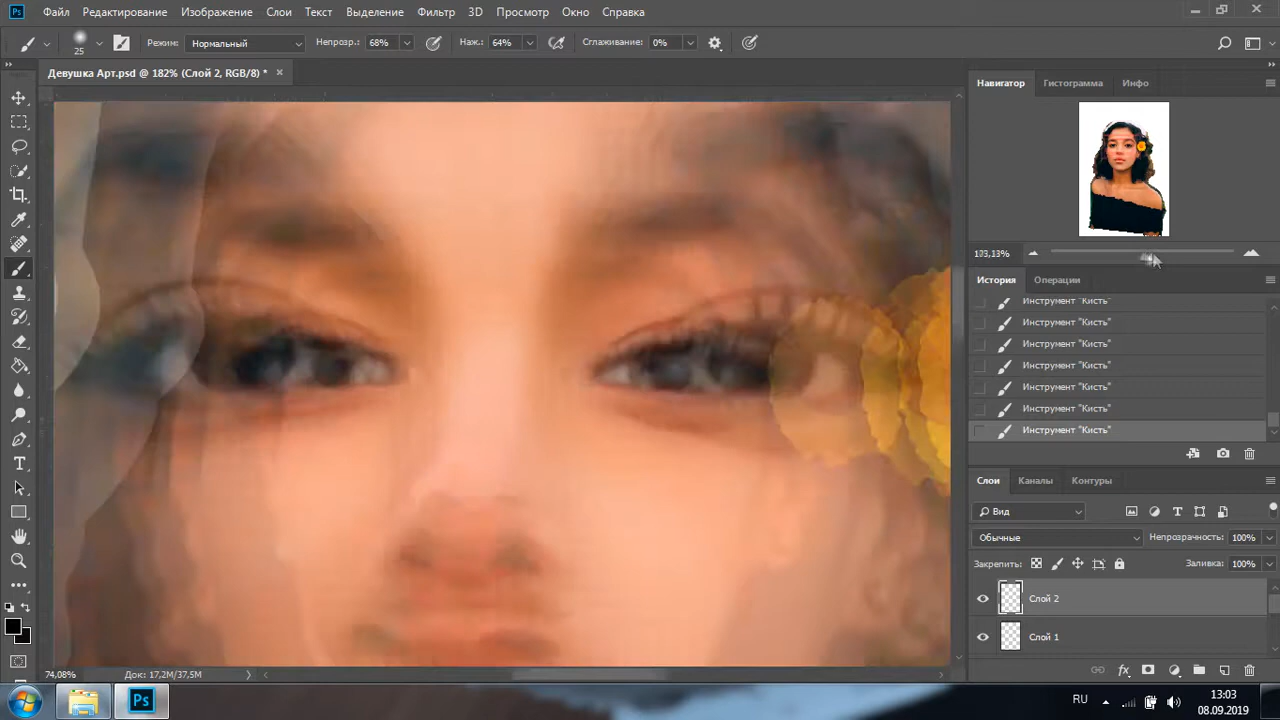 Ps Файл Изображение Слои Текст Выделение Фильтр 3D Просмотр Окно Справка
25 Режим: Нормальный Непрозр.: 68% Наж.: 64% Сглаживание: 0%
Девушка Арт.psd @ 182% (Слой 2, RGB/8) *
Навигатор Гистограмма Инфо
История Операции
Инструмент "Кисть"
Инструмент "Кисть"
Инструмент "Кисть"
Инструмент "Кисть"
Инструмент "Кисть"
Инструмент "Кисть"
Инструмент "Кисть"
Слои Каналы Контуры
Вид
Обычные Непрозрачность: 100%
Закрепить: Заливка: 100%
Слой 2
Слой 1
74,08% Док: 17,2M/37,5M
Ps RU 13:03
08.09.2019